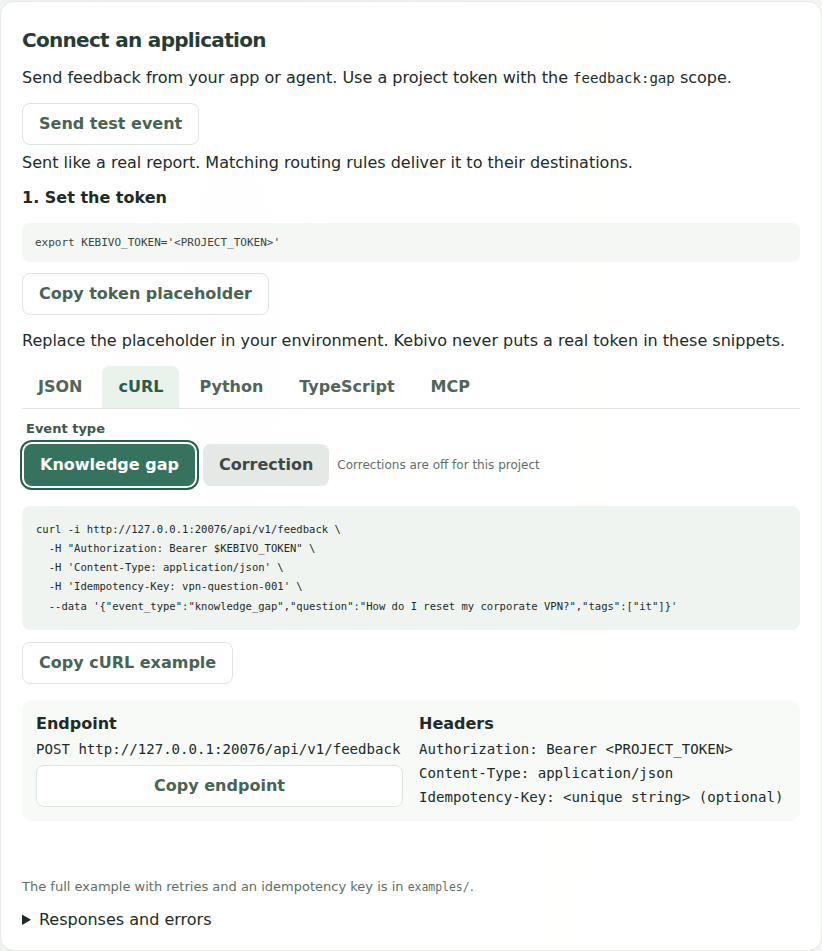 Connect an application
Send feedback from your app or agent. Use a project token with the feedback:gap scope.
Send test event
Sent like a real report. Matching routing rules deliver it to their destinations.
1. Set the token
export KEBIVO_TOKEN='<PROJECT_TOKEN>'
Copy token placeholder
Replace the placeholder in your environment. Kebivo never puts a real token in these snippets.
JSON cURL Python TypeScript MCP
Event type
Knowledge gap Correction Corrections are off for this project
curl -i http://127.0.0.1:20076/api/v1/feedback \
  -H "Authorization: Bearer $KEBIVO_TOKEN" \
  -H 'Content-Type: application/json' \
  -H 'Idempotency-Key: vpn-question-001' \
  --data '{"event_type":"knowledge_gap","question":"How do I reset my corporate VPN?","tags":["it"]}'
Copy cURL example
Endpoint
POST http://127.0.0.1:20076/api/v1/feedback
Copy endpoint
Headers
Authorization: Bearer <PROJECT_TOKEN>
Content-Type: application/json
Idempotency-Key: <unique string> (optional)
The full example with retries and an idempotency key is in examples/.
Responses and errors